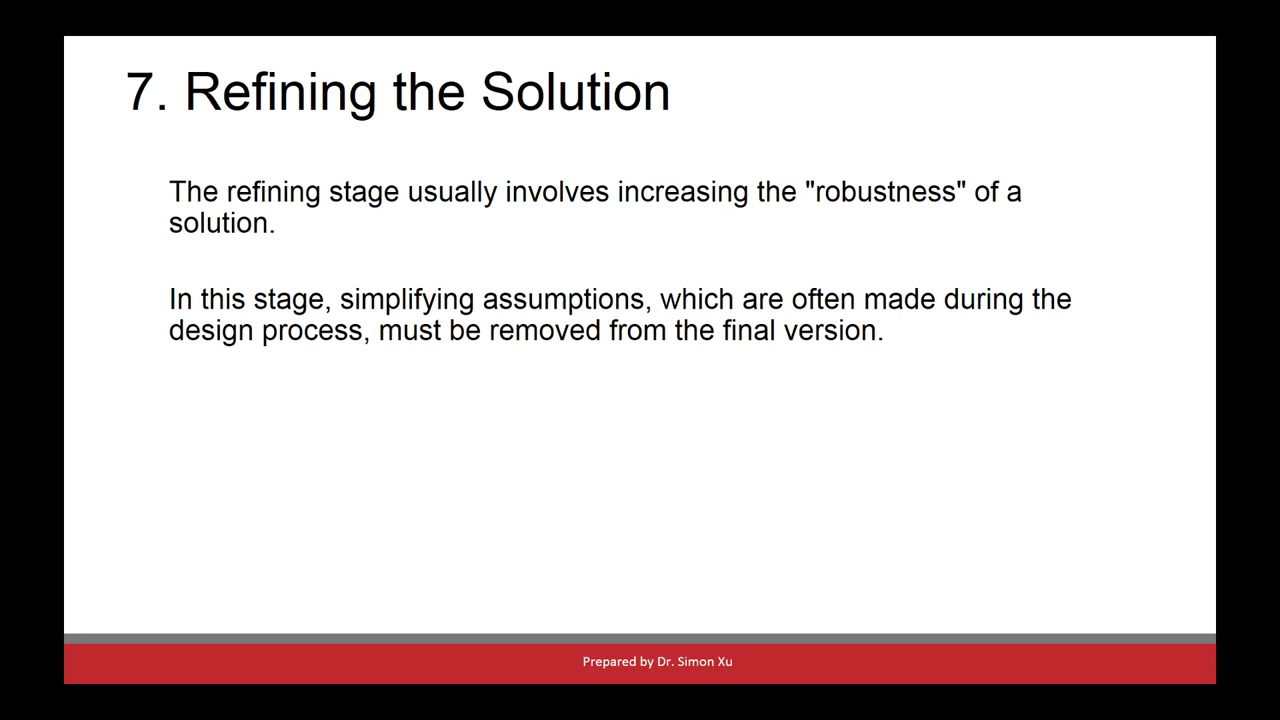 7. Refining the Solution
The refining stage usually involves increasing the "robustness" of a
solution.
In this stage, simplifying assumptions, which are often made during the
design process, must be removed from the final version.
Prepared by Dr. Simon Xu